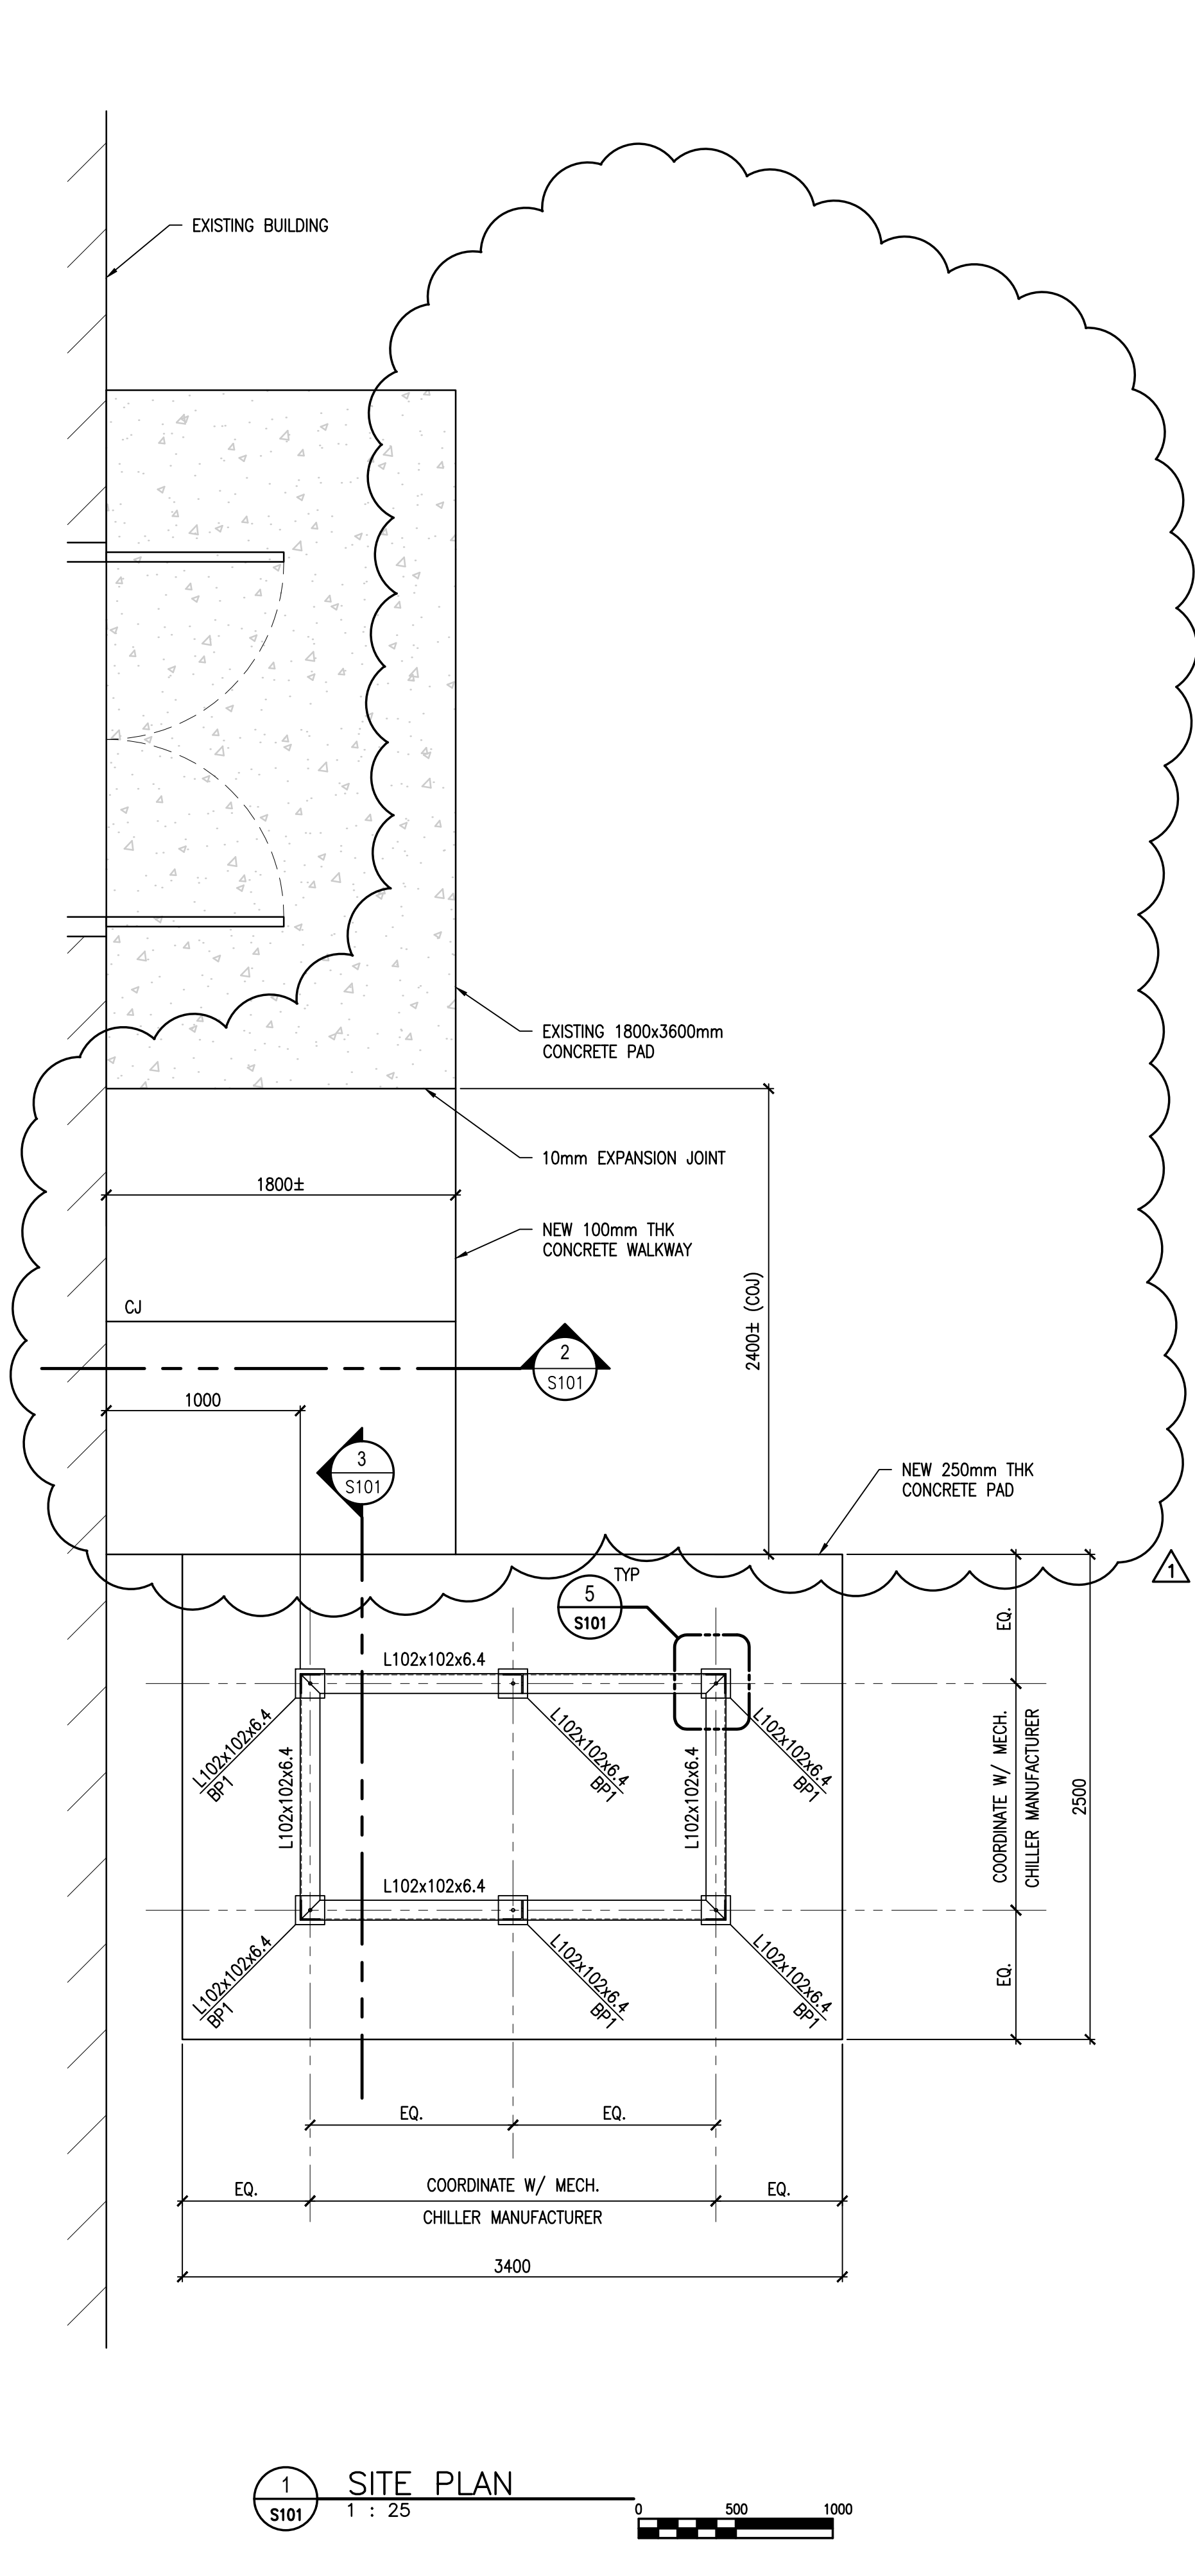 EXISTING BUILDING
EXISTING 1800x3600mm
CONCRETE PAD
10mm EXPANSION JOINT
1800±
NEW 100mm THK
CONCRETE WALKWAY
CJ
2400± (COJ)
2
S101
1000
3
S101
NEW 250mm THK
CONCRETE PAD
1
TYP
5
S101
EQ.
L102x102x6.4
L102x102x6.4
BP1
L102x102x6.4
L102x102x6.4
BP1
L102x102x6.4
L102x102x6.4
BP1
COORDINATE W/ MECH.
CHILLER MANUFACTURER
2500
L102x102x6.4
L102x102x6.4
BP1
L102x102x6.4
BP1
L102x102x6.4
BP1
EQ.
EQ.
EQ.
EQ.
COORDINATE W/ MECH.
EQ.
CHILLER MANUFACTURER
3400
1
S101
SITE PLAN
1 : 25
0
500
1000